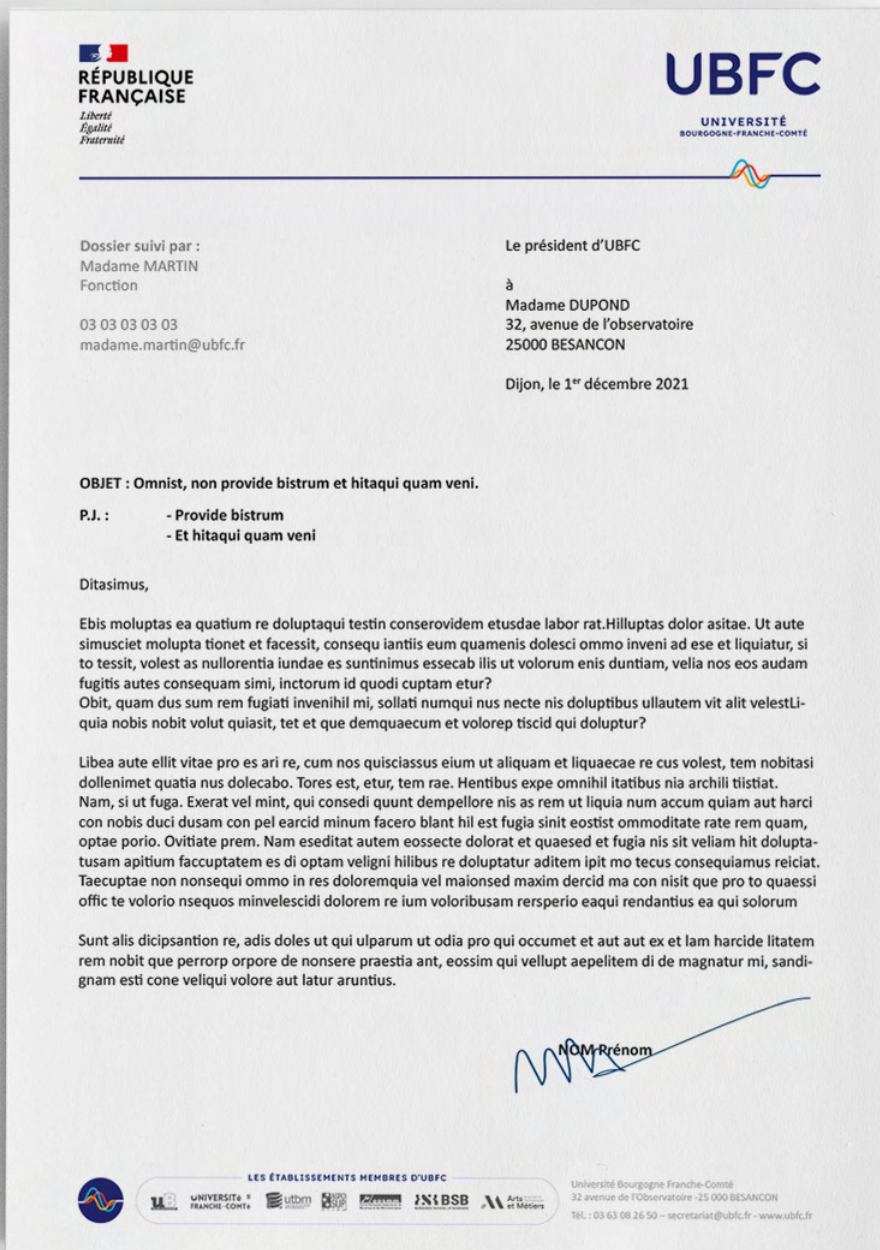 RÉPUBLIQUE
FRANÇAISE
Liberté
Égalité
Fraternité
UBFC
UNIVERSITÉ
BOURGOGNE-FRANCHE-COMTÉ
Dossier suivi par :
Madame MARTIN
Fonction
03 03 03 03 03
madame.martin@ubfc.fr
Le président d'UBFC
à
Madame DUPOND
32, avenue de l'observatoire
25000 BESANCON
Dijon, le 1er décembre 2021
OBJET : Omnist, non provide bistrum et hitaqui quam veni.
P.J. : - Provide bistrum
- Et hitaqui quam veni
Ditasimus,
Ebis moluptas ea quatium re doluptaqui testin conserovidem etusdae labor rat.Hilluptas dolor asitae. Ut aute
simusciet molupta tionet et facessit, consequ iantiis eum quamenis dolesci ommo inveni ad ese et liquiatur, si
to tessit, volest as nullorentia iundae es suntinimus essecab ilis ut volorum enis duntiam, velia nos eos audam
fugitis autes consequam simi, inctorum id quodi cuptam etur?
Obit, quam dus sum rem fugiati invenihil mi, sollati numqui nus necte nis doluptibus ullautem vit alit velestLi-
quia nobis nobit volut quiasit, tet et que demquaecum et volorep tiscid qui doluptur?
Libea aute ellit vitae pro es ari re, cum nos quisciassus eium ut aliquam et liquaecae re cus volest, tem nobitasi
dollenimet quatia nus dolecabo. Tores est, etur, tem rae. Hentibus expe omnihil itatibus nia archili tiistiat.
Nam, si ut fuga. Exerat vel mint, qui consedi quunt dempellore nis as rem ut liquia num accum quiam aut harci
con nobis duci dusam con pel earcid minum facero blant hil est fugia sinit eostist ommoditate rate rem quam,
optae porio. Ovitiate prem. Nam eseditat autem eossecte dolorat et quaesed et fugia nis sit veliam hit dolupta-
tusam apitium faccuptatem es di optam veligni hilibus re doluptatur aditem ipit mo tecus consequiamus reiciat.
Taecuptae non nonsequi ommo in res doloremquia vel maionsed maxim dercid ma con nisit que pro to quaessi
offic te volorio nsequos minvelescidi dolorem re ium voloribusam rersperio eaqui rendantius ea qui solorum
Sunt alis dicipsantion re, adis doles ut qui ulparum ut odia pro qui occumet et aut aut ex et lam harcide litatem
rem nobit que perrorp orpore de nonsere praestia ant, eossim qui vellupt aepelitem di de magnatur mi, sandi-
gnam esti cone veliqui volore aut latur aruntius.
NOM Prénom
LES ÉTABLISSEMENTS MEMBRES D'UBFC
uB
UNIVERSITÉ
FRANCHE-COMTÉ
utbm
AGRO
SUP
BSB
Arts
et Métiers
Université Bourgogne Franche-Comté
32 avenue de l'Observatoire -25 000 BESANCON
Tél. : 03 63 08 26 50 – secretariat@ubfc.fr - www.ubfc.fr